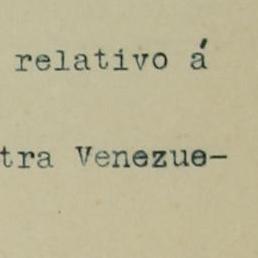 relativo á
tra Venezue-